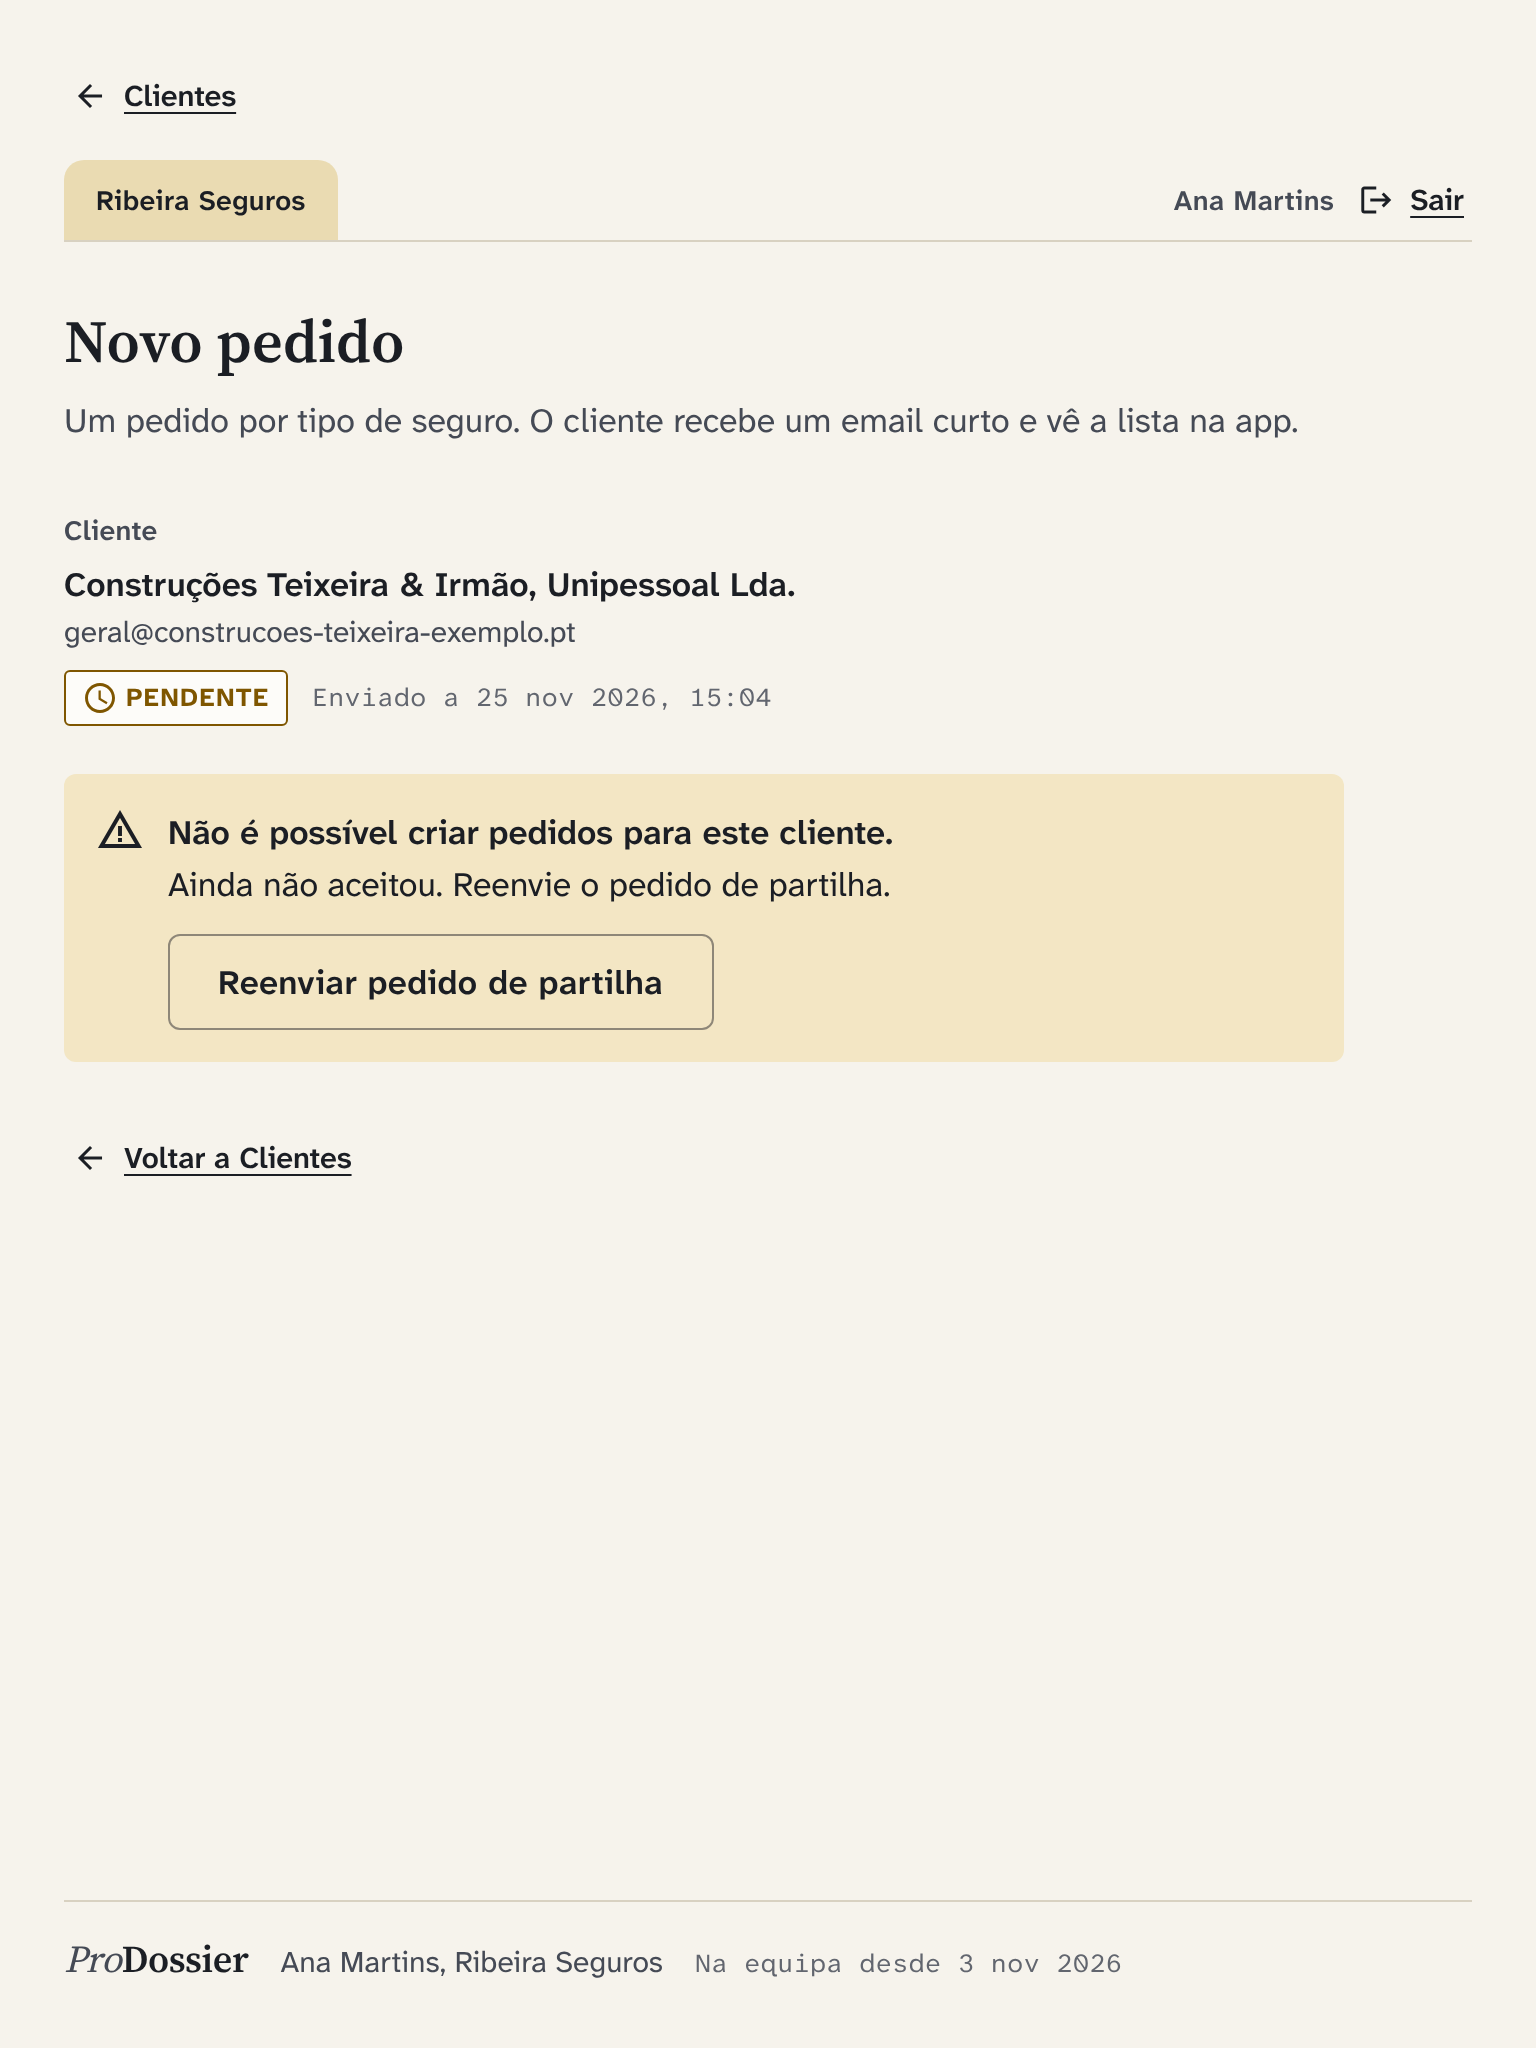 Clientes
Ribeira Seguros
Ana Martins Sair
Novo pedido
Um pedido por tipo de seguro. O cliente recebe um email curto e vê a lista na app.
Cliente
Construções Teixeira & Irmão, Unipessoal Lda.
geral@construcoes-teixeira-exemplo.pt
PENDENTE Enviado a 25 nov 2026, 15:04
Não é possível criar pedidos para este cliente.
Ainda não aceitou. Reenvie o pedido de partilha.
Reenviar pedido de partilha
Voltar a Clientes
ProDossier Ana Martins, Ribeira Seguros Na equipa desde 3 nov 2026